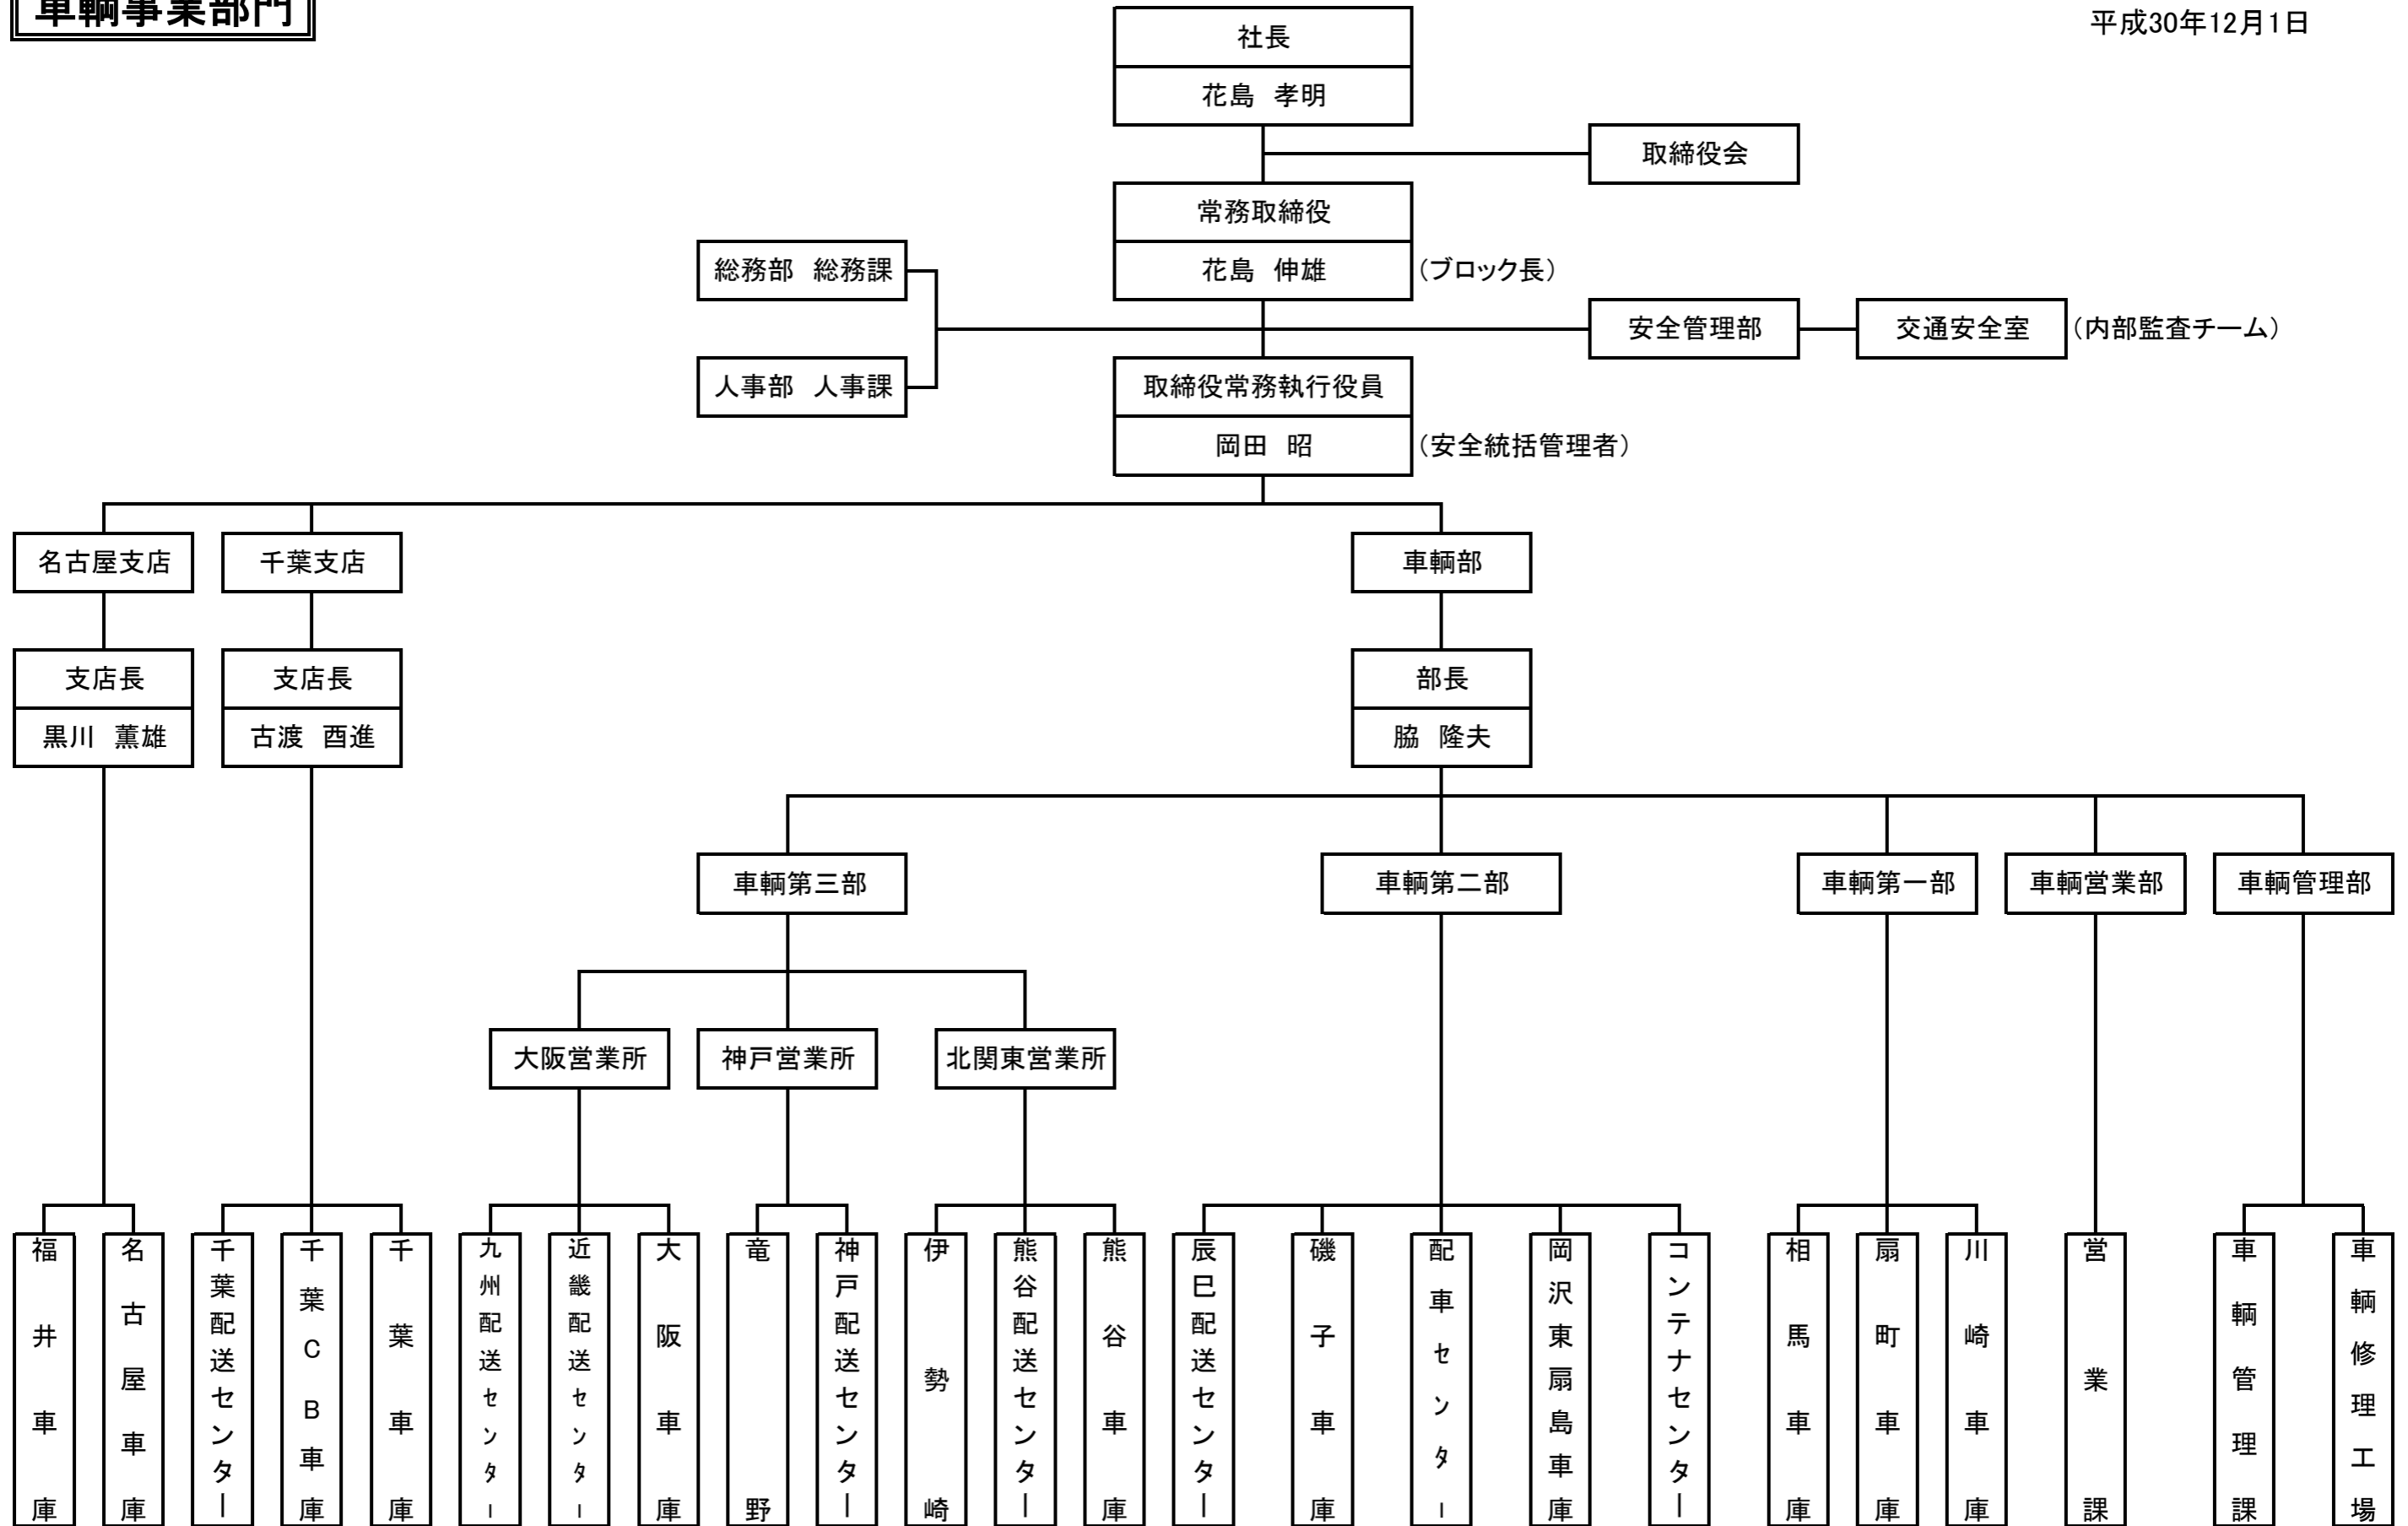 車輌事業部門
平成30年12月1日
社長
花島　孝明
取締役会
常務取締役
花島　伸雄
（ブロック長）
総務部　総務課
安全管理部
交通安全室
（内部監査チーム）
人事部　人事課
取締役常務執行役員
岡田　昭
（安全統括管理者）
名古屋支店
千葉支店
車輌部
支店長
支店長
部長
黒川　薫雄
古渡　酉進
脇　隆夫
車輌第三部
車輌第二部
車輌第一部
車輌営業部
車輌管理部
大阪営業所
神戸営業所
北関東営業所
福井車庫
名古屋車庫
千葉配送センター
千葉ＣＢ車庫
千葉車庫
九州配送ｾﾝﾀｰ
近畿配送ｾﾝﾀｰ
大阪車庫
竜野
神戸配送センター
伊勢崎
熊谷配送センター
熊谷車庫
辰巳配送センター
磯子車庫
配車ｾﾝﾀｰ
岡沢東扇島車庫
コンテナセンター
相馬車庫
扇町車庫
川崎車庫
営業課
車輌管理課
車輌修理工場